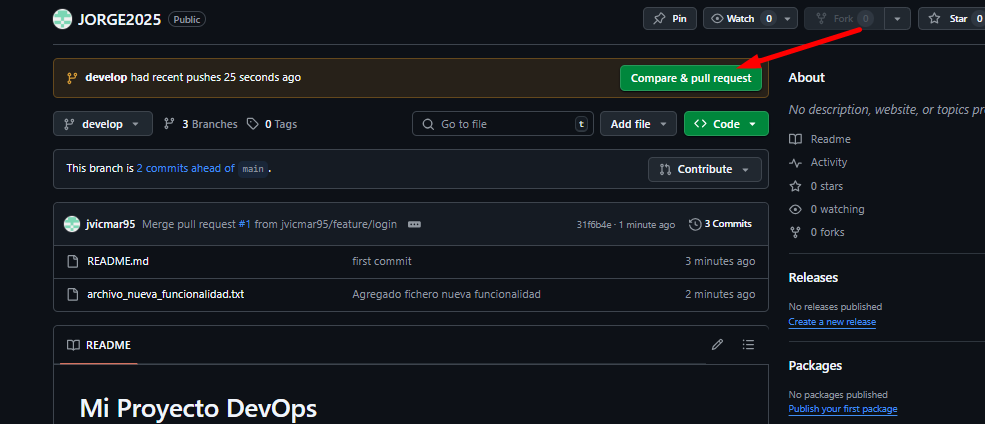 JORGE2025 Public Pin Watch 0 Fork 0 Star 0
develop had recent pushes 25 seconds ago Compare & pull request
develop 3 Branches 0 Tags Go to file t Add file Code
This branch is 2 commits ahead of main. Contribute
jvicmar95 Merge pull request #1 from jvicmar95/feature/login 31f6b4e · 1 minute ago 3 Commits
README.md first commit 3 minutes ago
archivo_nueva_funcionalidad.txt Agregado fichero nueva funcionalidad 2 minutes ago
README
Mi Proyecto DevOps
About
No description, website, or topics pr
Readme
Activity
0 stars
0 watching
0 forks
Releases
No releases published
Create a new release
Packages
No packages published
Publish your first package